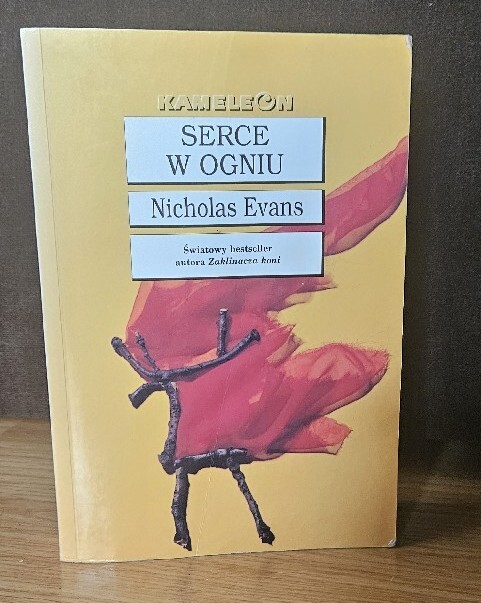 KAMELEON
SERCE
W OGNIU
Nicholas Evans
Światowy bestseller
autora Zaklinacza koni